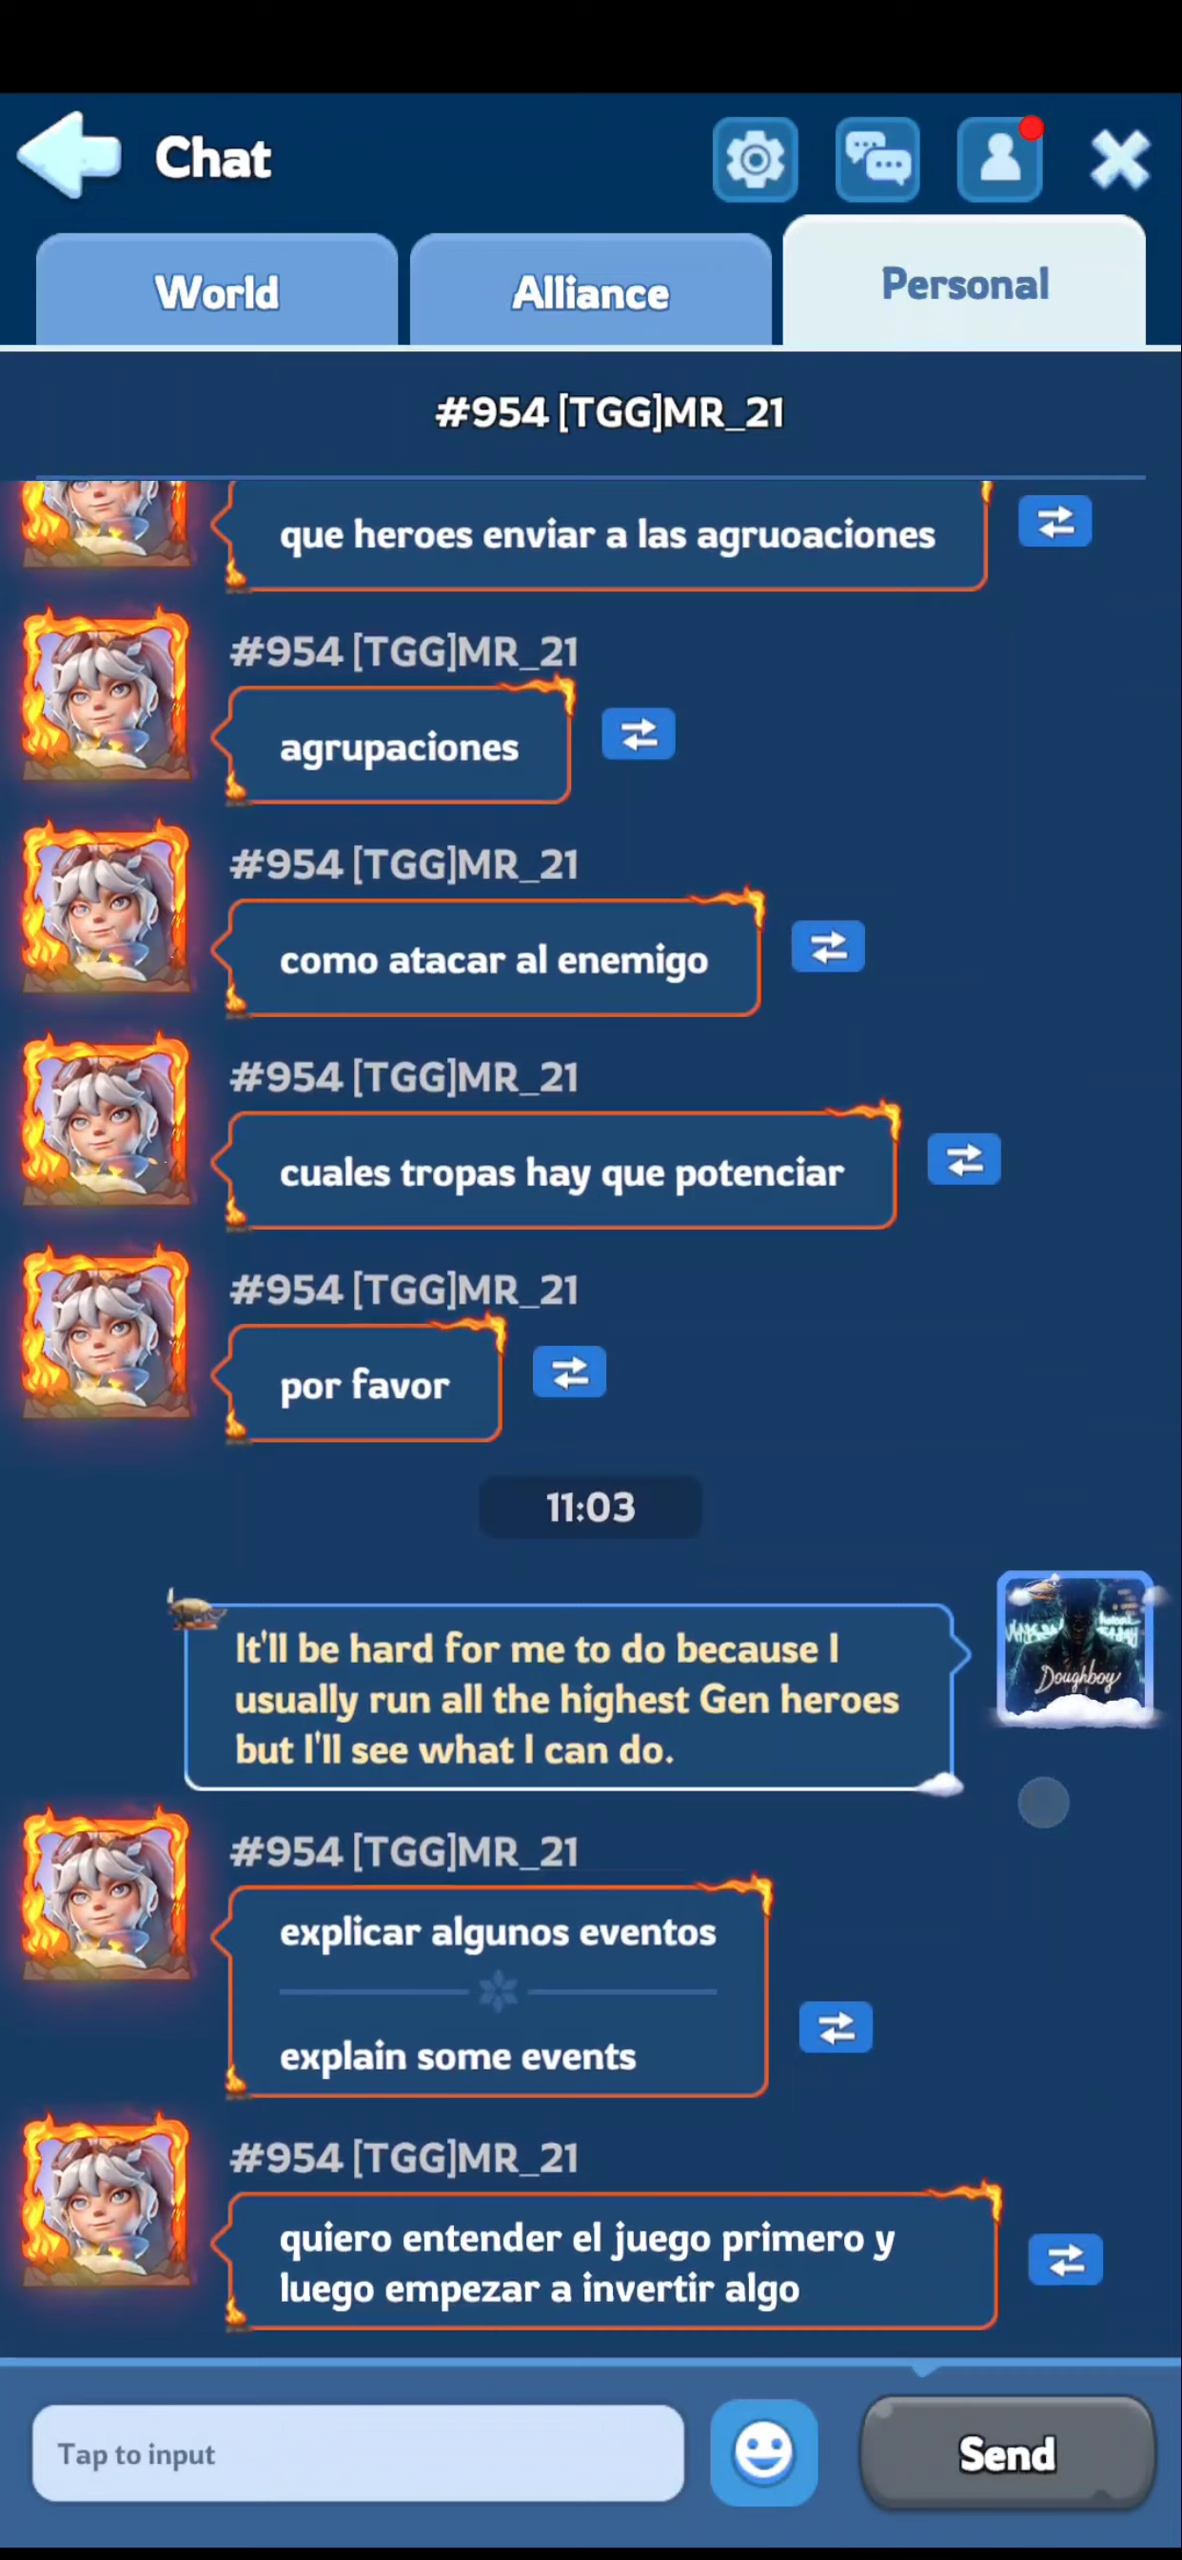 Chat
World
Alliance
Personal
#954 [TGG]MR_21
que heroes enviar a las agruoaciones
#954 [TGG]MR_21
agrupaciones
#954 [TGG]MR_21
como atacar al enemigo
#954 [TGG]MR_21
cuales tropas hay que potenciar
#954 [TGG]MR_21
por favor
11:03
It'll be hard for me to do because I
usually run all the highest Gen heroes
but I'll see what I can do.
Doughboy
#954 [TGG]MR_21
explicar algunos eventos
explain some events
#954 [TGG]MR_21
quiero entender el juego primero y
luego empezar a invertir algo
Tap to input
Send